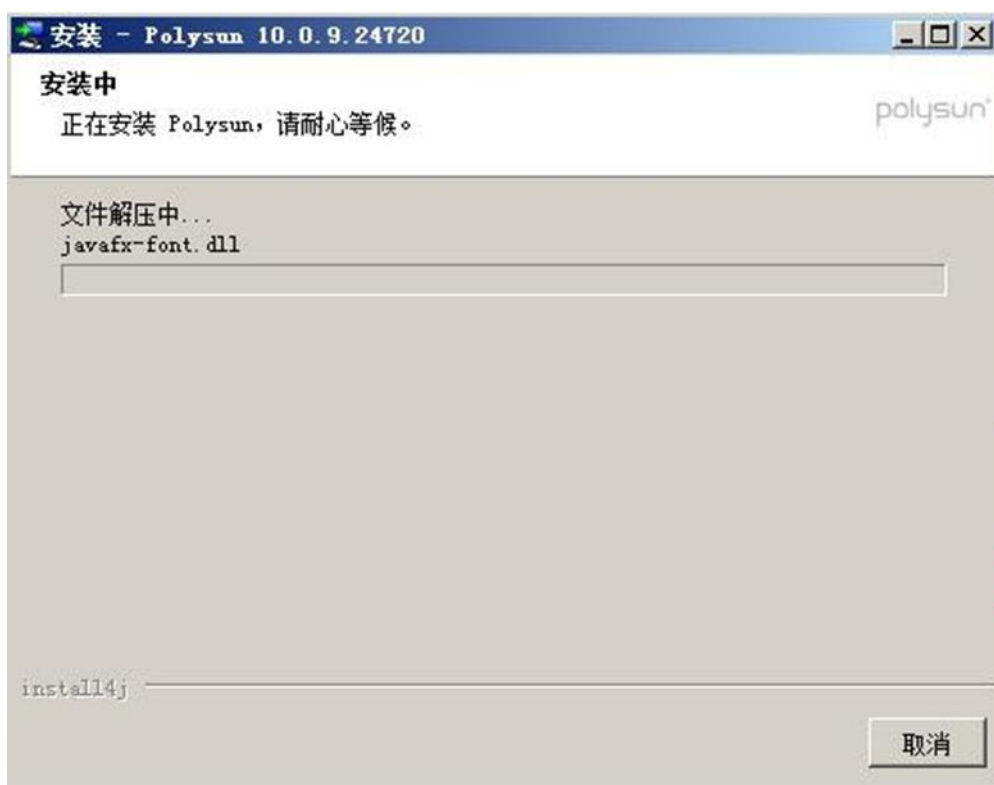 安装 - Polysun 10.0.9.24720
安装中
正在安装 Polysun，请耐心等候。
polysun®
文件解压中...
javafx-font.dll
install4j
取消